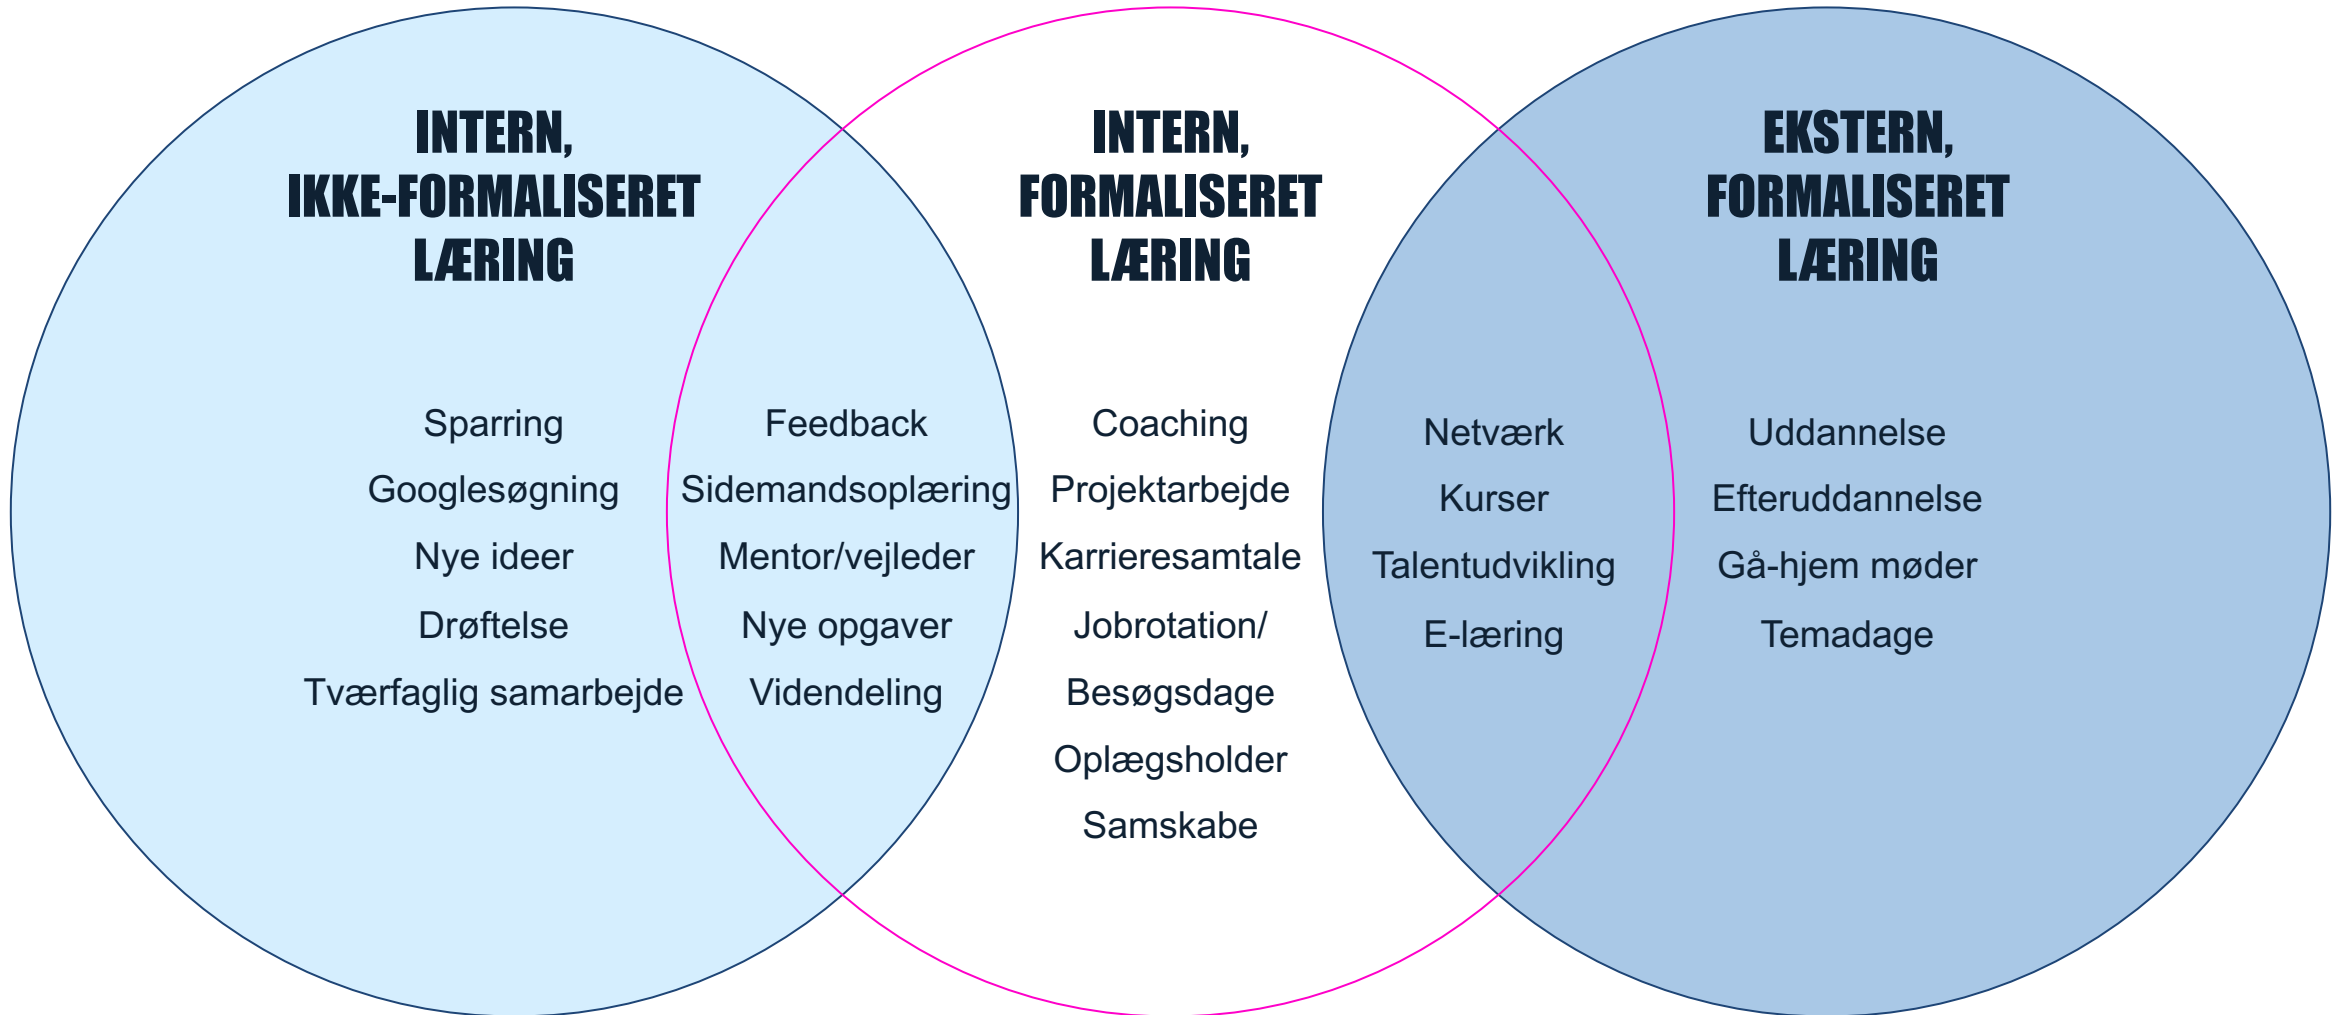 INTERN,
IKKE-FORMALISERET
LÆRING
Sparring
Googlesøgning
Nye ideer
Drøftelse
Tværfaglig samarbejde
Feedback
Sidemandsoplæring
Mentor/vejleder
Nye opgaver
Videndeling
INTERN,
FORMALISERET
LÆRING
Coaching
Projektarbejde
Karrieresamtale
Jobrotation/
Besøgsdage
Oplægsholder
Samskabe
Netværk
Kurser
Talentudvikling
E-læring
EKSTERN,
FORMALISERET
LÆRING
Uddannelse
Efteruddannelse
Gå-hjem møder
Temadage